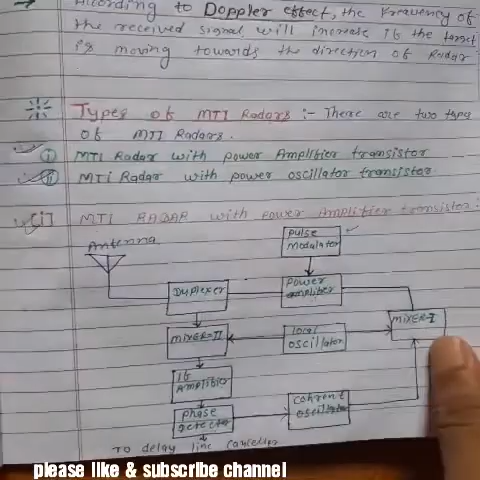 According to Doppler effect, the frequency of
the received signal will increase if the target
is moving towards the direction of Radar
Types of MTI Radars :- There are two types
of MTI Radars.
(i) MTI Radar with power Amplifier transistor
(ii) MTI Radar with power oscillator transistor
(i) MTI RADAR with Power Amplifier transistor:
Antenna
pulse
modulator
Duplexer
power
amplifier
MIXER-I
MIXER-II
local
oscillator
If
Amplifier
phase
detector
cohrent
oscillator
To delay line canceller
please like & subscribe channel